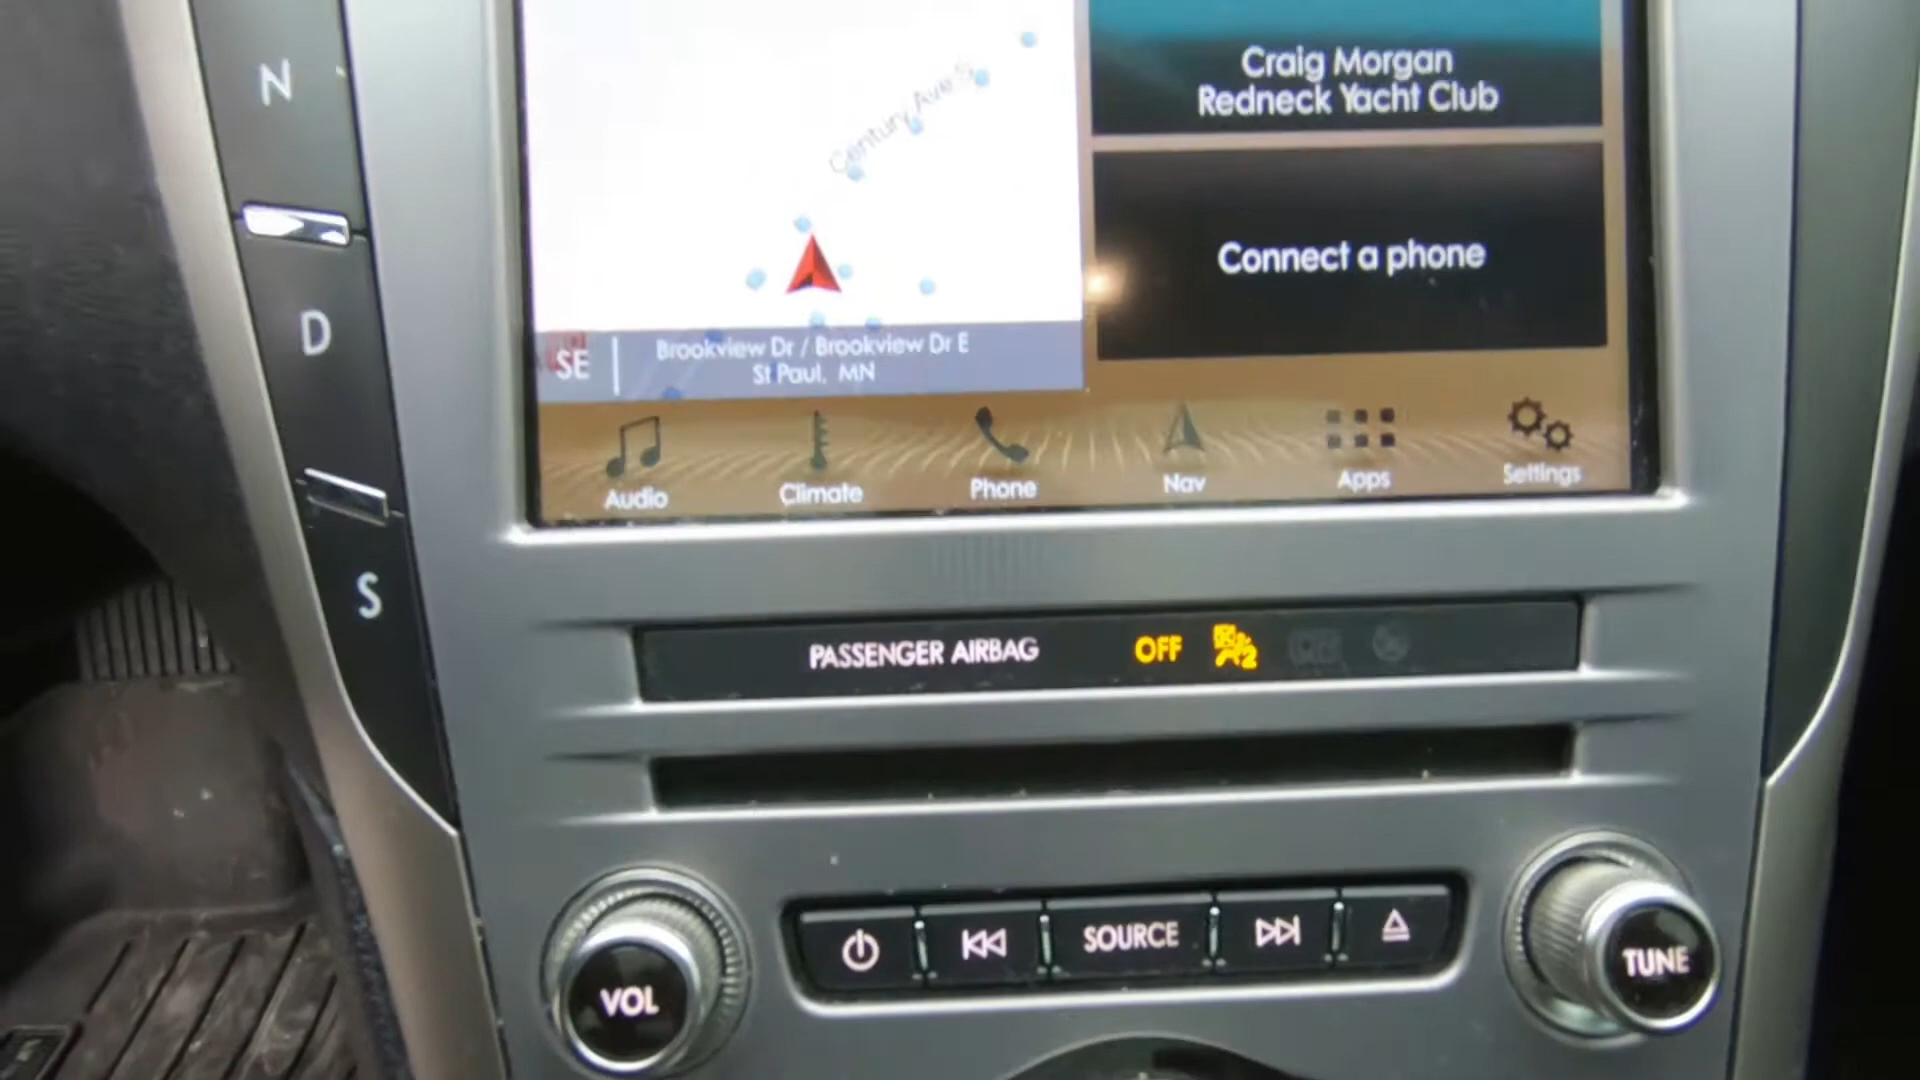 N
D
S
Century Ave S
Craig Morgan
Redneck Yacht Club
Connect a phone
SE
Brookview Dr / Brookview Dr E
St Paul, MN
Audio
Climate
Phone
Nav
Apps
Settings
PASSENGER AIRBAG OFF 2
VOL
SOURCE
TUNE